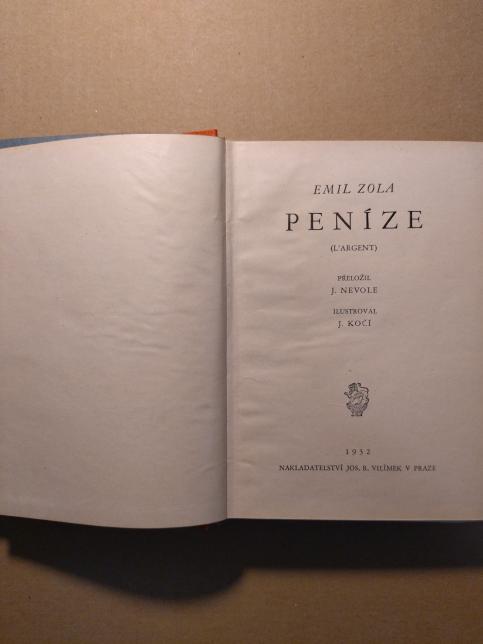 EMIL ZOLA
PENÍZE
(L'ARGENT)
PŘELOŽIL
J. NEVOLE
ILUSTROVAL
J. KOČÍ
1932
NAKLADATELSTVÍ JOS. R. VILÍMEK V PRAZE